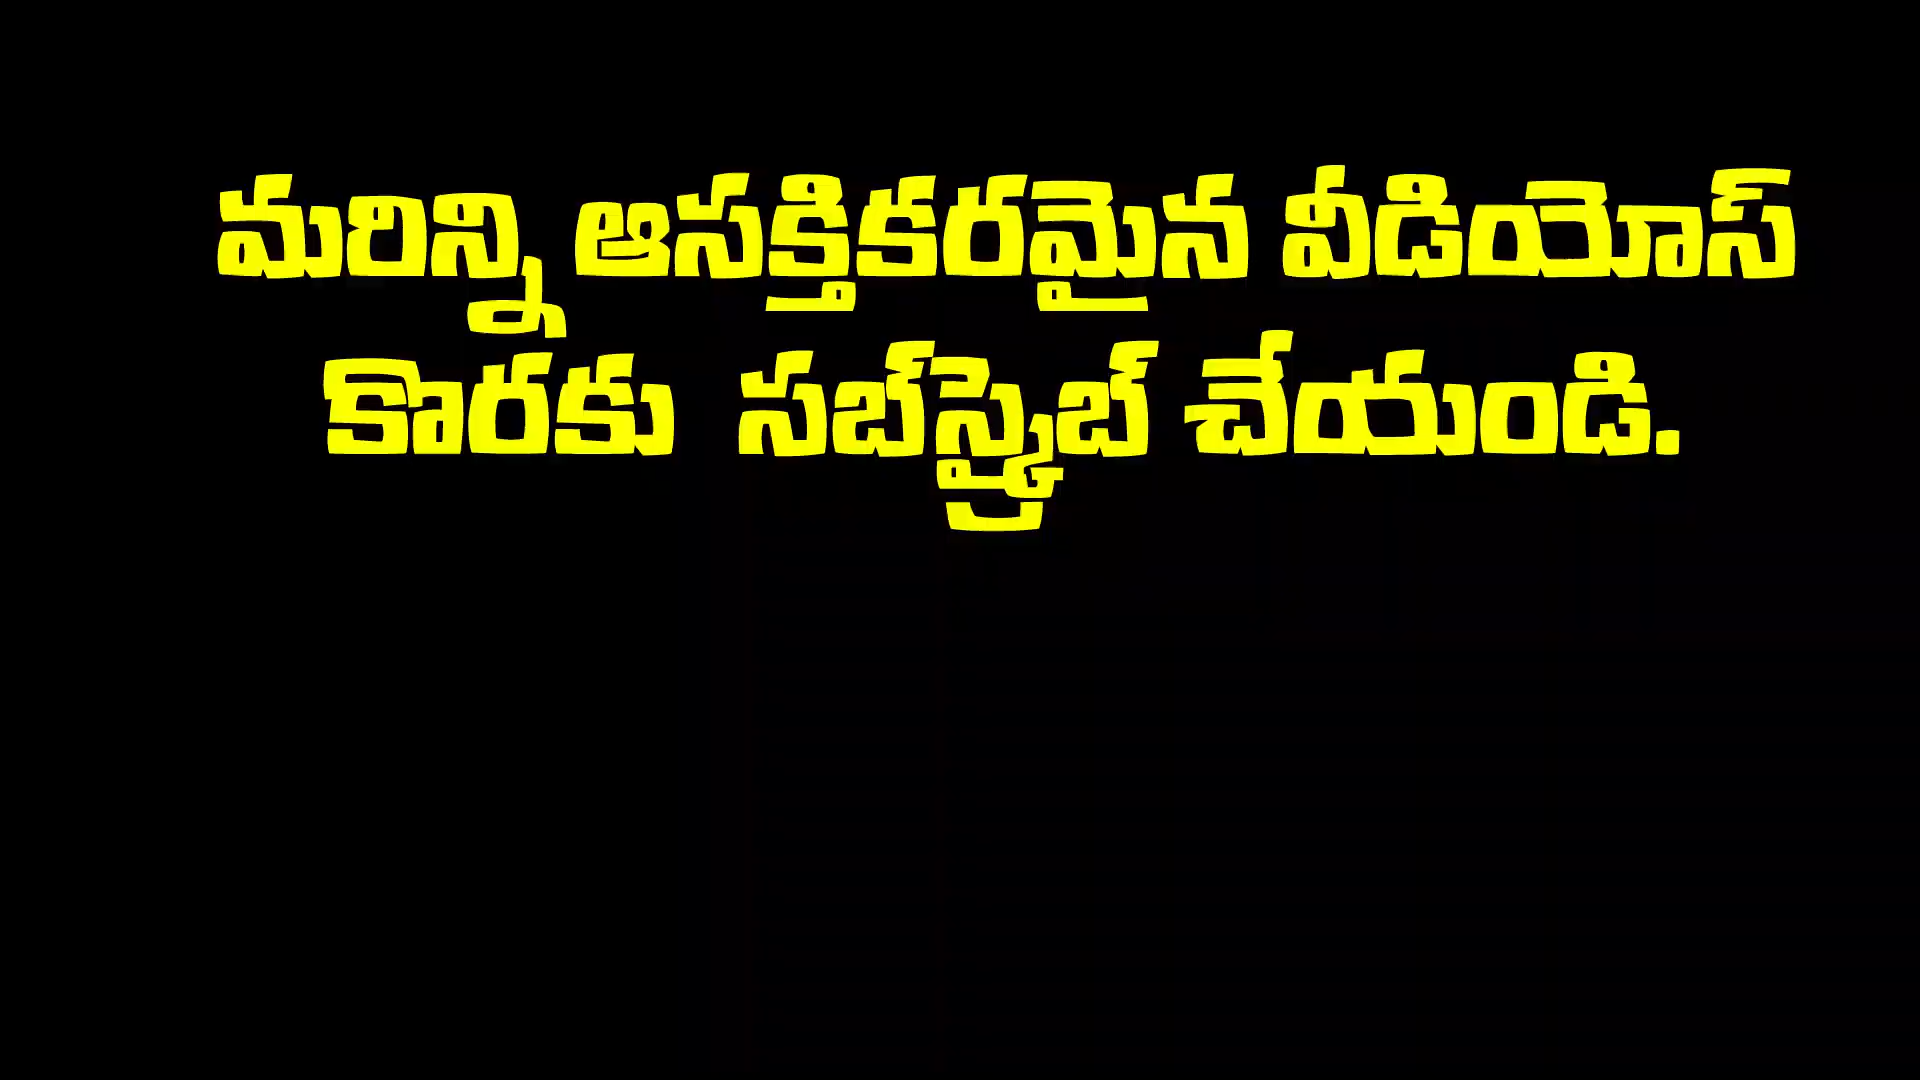 మరిన్ని ఆసక్తికరమైన వీడియోస్
కొరకు సబ్‌స్క్రైబ్ చేయండి.